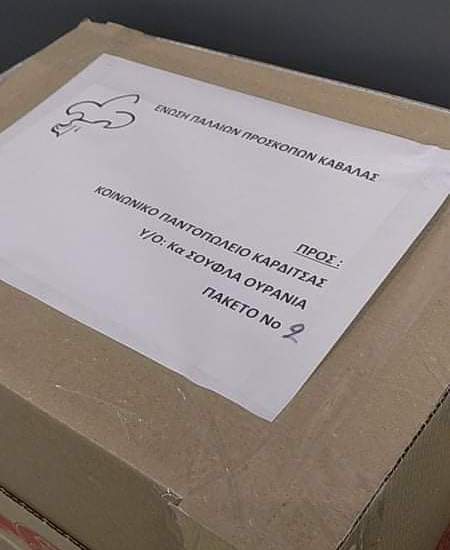 ΕΝΩΣΗ ΠΑΛΑΙΩΝ ΠΡΟΣΚΟΠΩΝ ΚΑΒΑΛΑΣ
ΠΡΟΣ:
ΚΟΙΝΩΝΙΚΟ ΠΑΝΤΟΠΩΛΕΙΟ ΚΑΡΔΙΤΣΑΣ
Υ/Ο: Κα ΣΟΥΦΛΑ ΟΥΡΑΝΙΑ
ΠΑΚΕΤΟ Νο 2